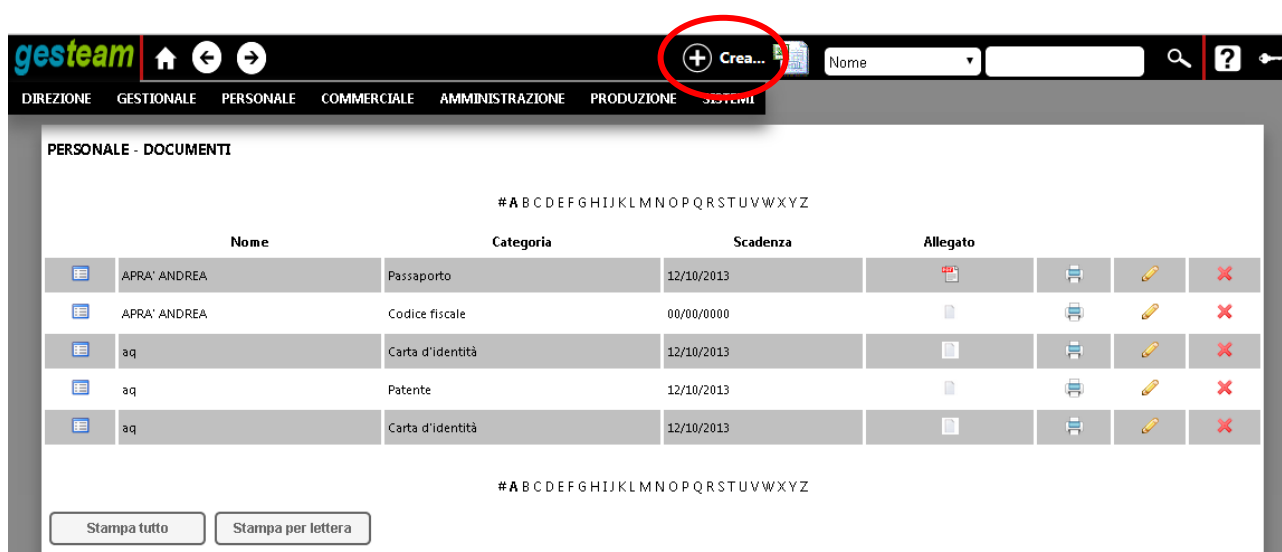 gesteam Crea... Nome ?
DIREZIONE GESTIONALE PERSONALE COMMERCIALE AMMINISTRAZIONE PRODUZIONE SISTEMI
PERSONALE - DOCUMENTI
# A B C D E F G H I J K L M N O P Q R S T U V W X Y Z
Nome Categoria Scadenza Allegato
APRA' ANDREA Passaporto 12/10/2013
APRA' ANDREA Codice fiscale 00/00/0000
aq Carta d'identità 12/10/2013
aq Patente 12/10/2013
aq Carta d'identità 12/10/2013
# A B C D E F G H I J K L M N O P Q R S T U V W X Y Z
Stampa tutto Stampa per lettera